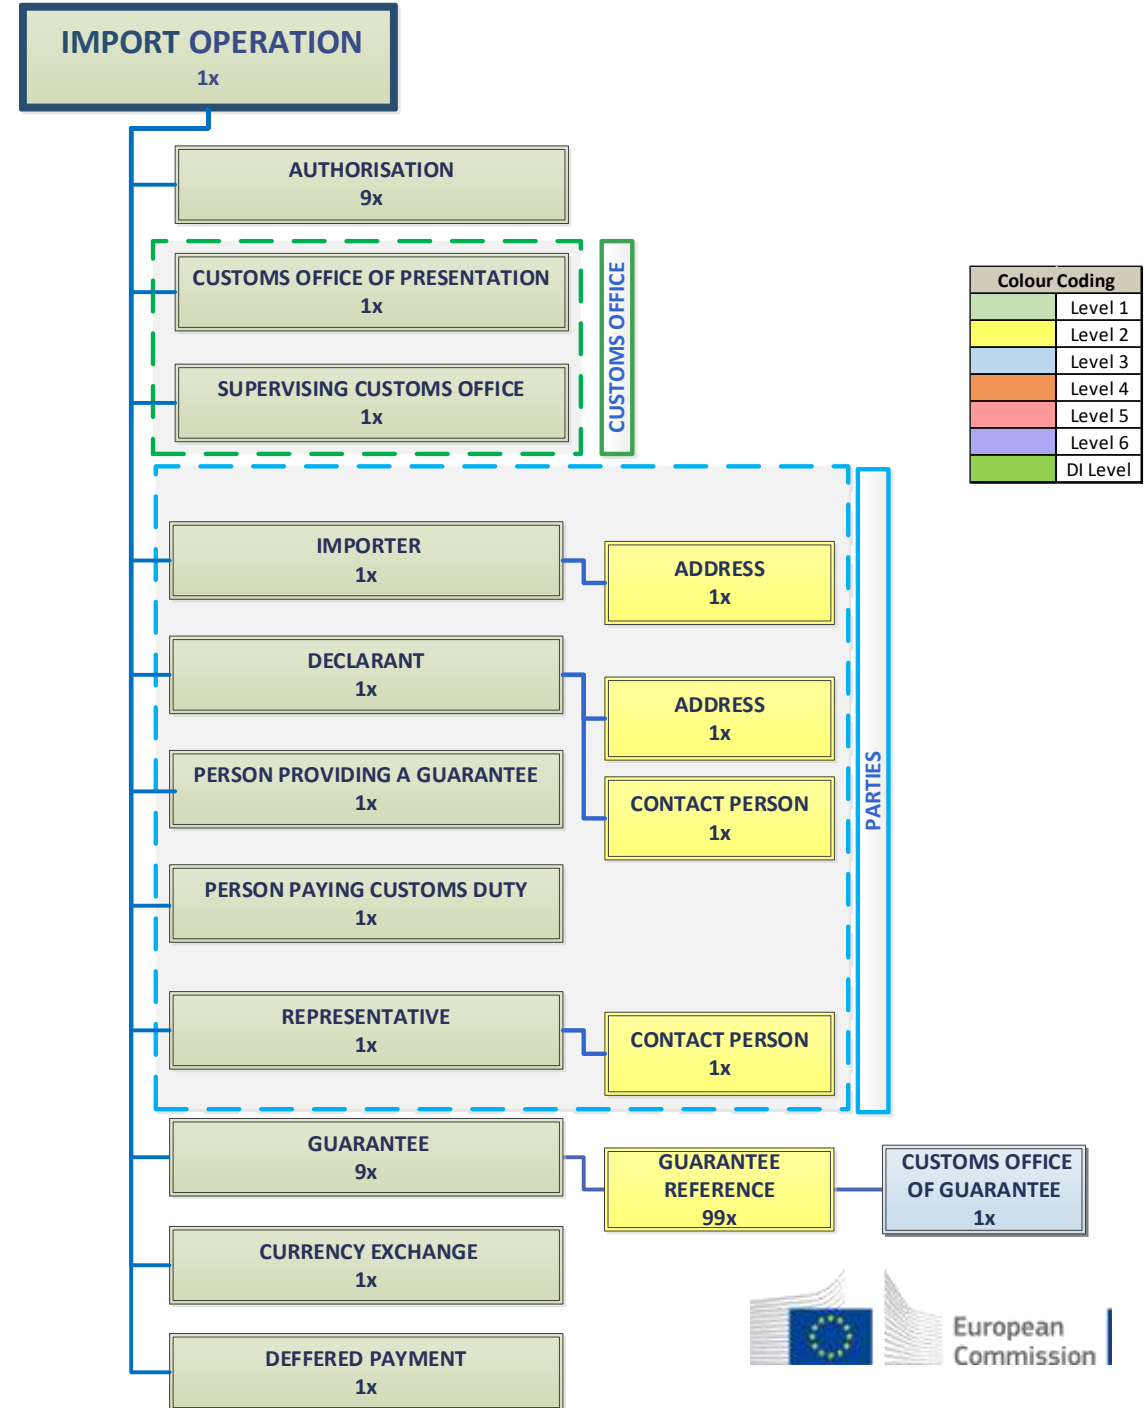 IMPORT OPERATION
1x
AUTHORISATION
9x
CUSTOMS OFFICE OF PRESENTATION
1x
SUPERVISING CUSTOMS OFFICE
1x
CUSTOMS OFFICE
Colour Coding
Level 1
Level 2
Level 3
Level 4
Level 5
Level 6
DI Level
IMPORTER
1x
ADDRESS
1x
DECLARANT
1x
ADDRESS
1x
CONTACT PERSON
1x
PERSON PROVIDING A GUARANTEE
1x
PERSON PAYING CUSTOMS DUTY
1x
REPRESENTATIVE
1x
CONTACT PERSON
1x
PARTIES
GUARANTEE
9x
GUARANTEE
REFERENCE
99x
CUSTOMS OFFICE
OF GUARANTEE
1x
CURRENCY EXCHANGE
1x
DEFFERED PAYMENT
1x
European
Commission